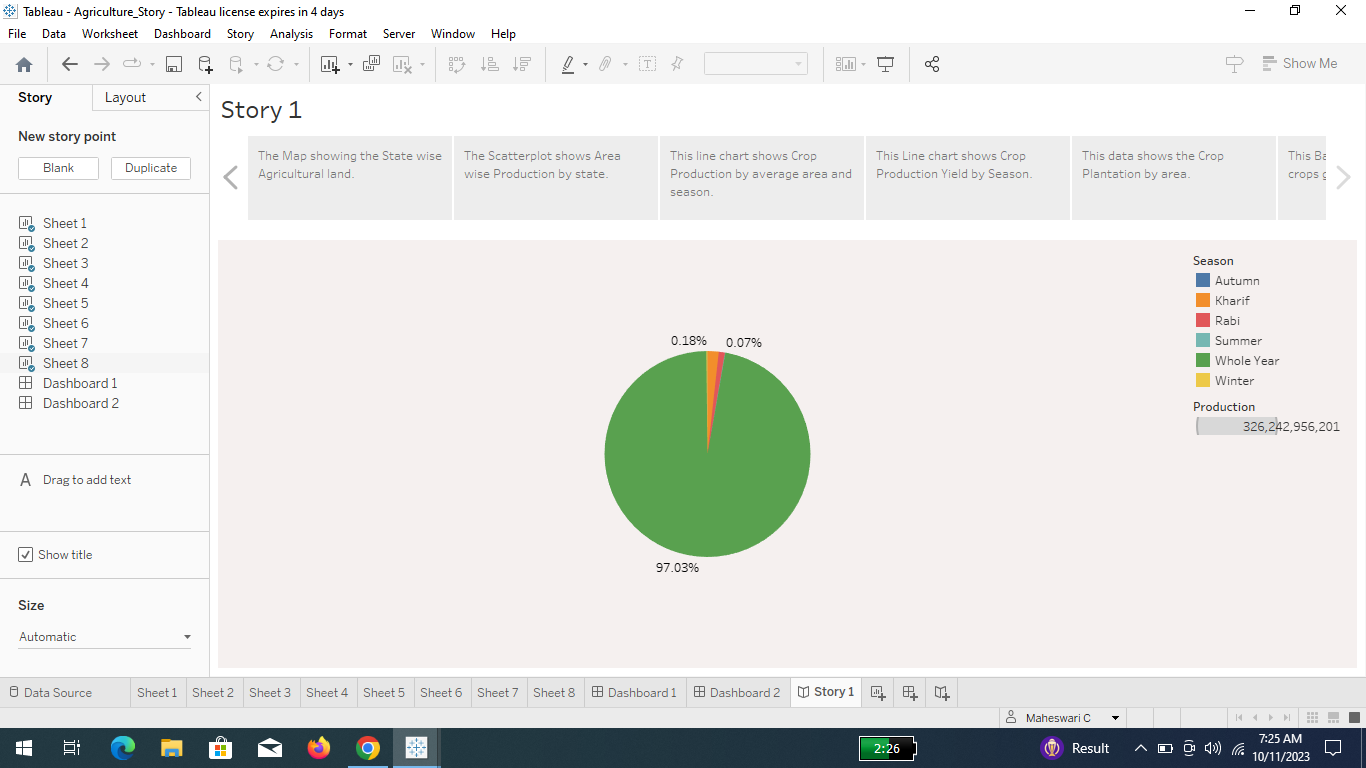 Tableau - Agriculture_Story - Tableau license expires in 4 days
File Data Worksheet Dashboard Story Analysis Format Server Window Help
Show Me
Story Layout
New story point
Blank Duplicate
Sheet 1
Sheet 2
Sheet 3
Sheet 4
Sheet 5
Sheet 6
Sheet 7
Sheet 8
Dashboard 1
Dashboard 2
A Drag to add text
Show title
Size
Automatic
Story 1
The Map showing the State wise
Agricultural land.
The Scatterplot shows Area
wise Production by state.
This line chart shows Crop
Production by average area and
season.
This Line chart shows Crop
Production Yield by Season.
This data shows the Crop
Plantation by area.
This
crops
0.18% 0.07%
97.03%
Season
Autumn
Kharif
Rabi
Summer
Whole Year
Winter
Production
326,242,956,201
Data Source Sheet 1 Sheet 2 Sheet 3 Sheet 4 Sheet 5 Sheet 6 Sheet 7 Sheet 8 Dashboard 1 Dashboard 2 Story 1
Maheswari C
2:26 Result 7:25 AM
10/11/2023